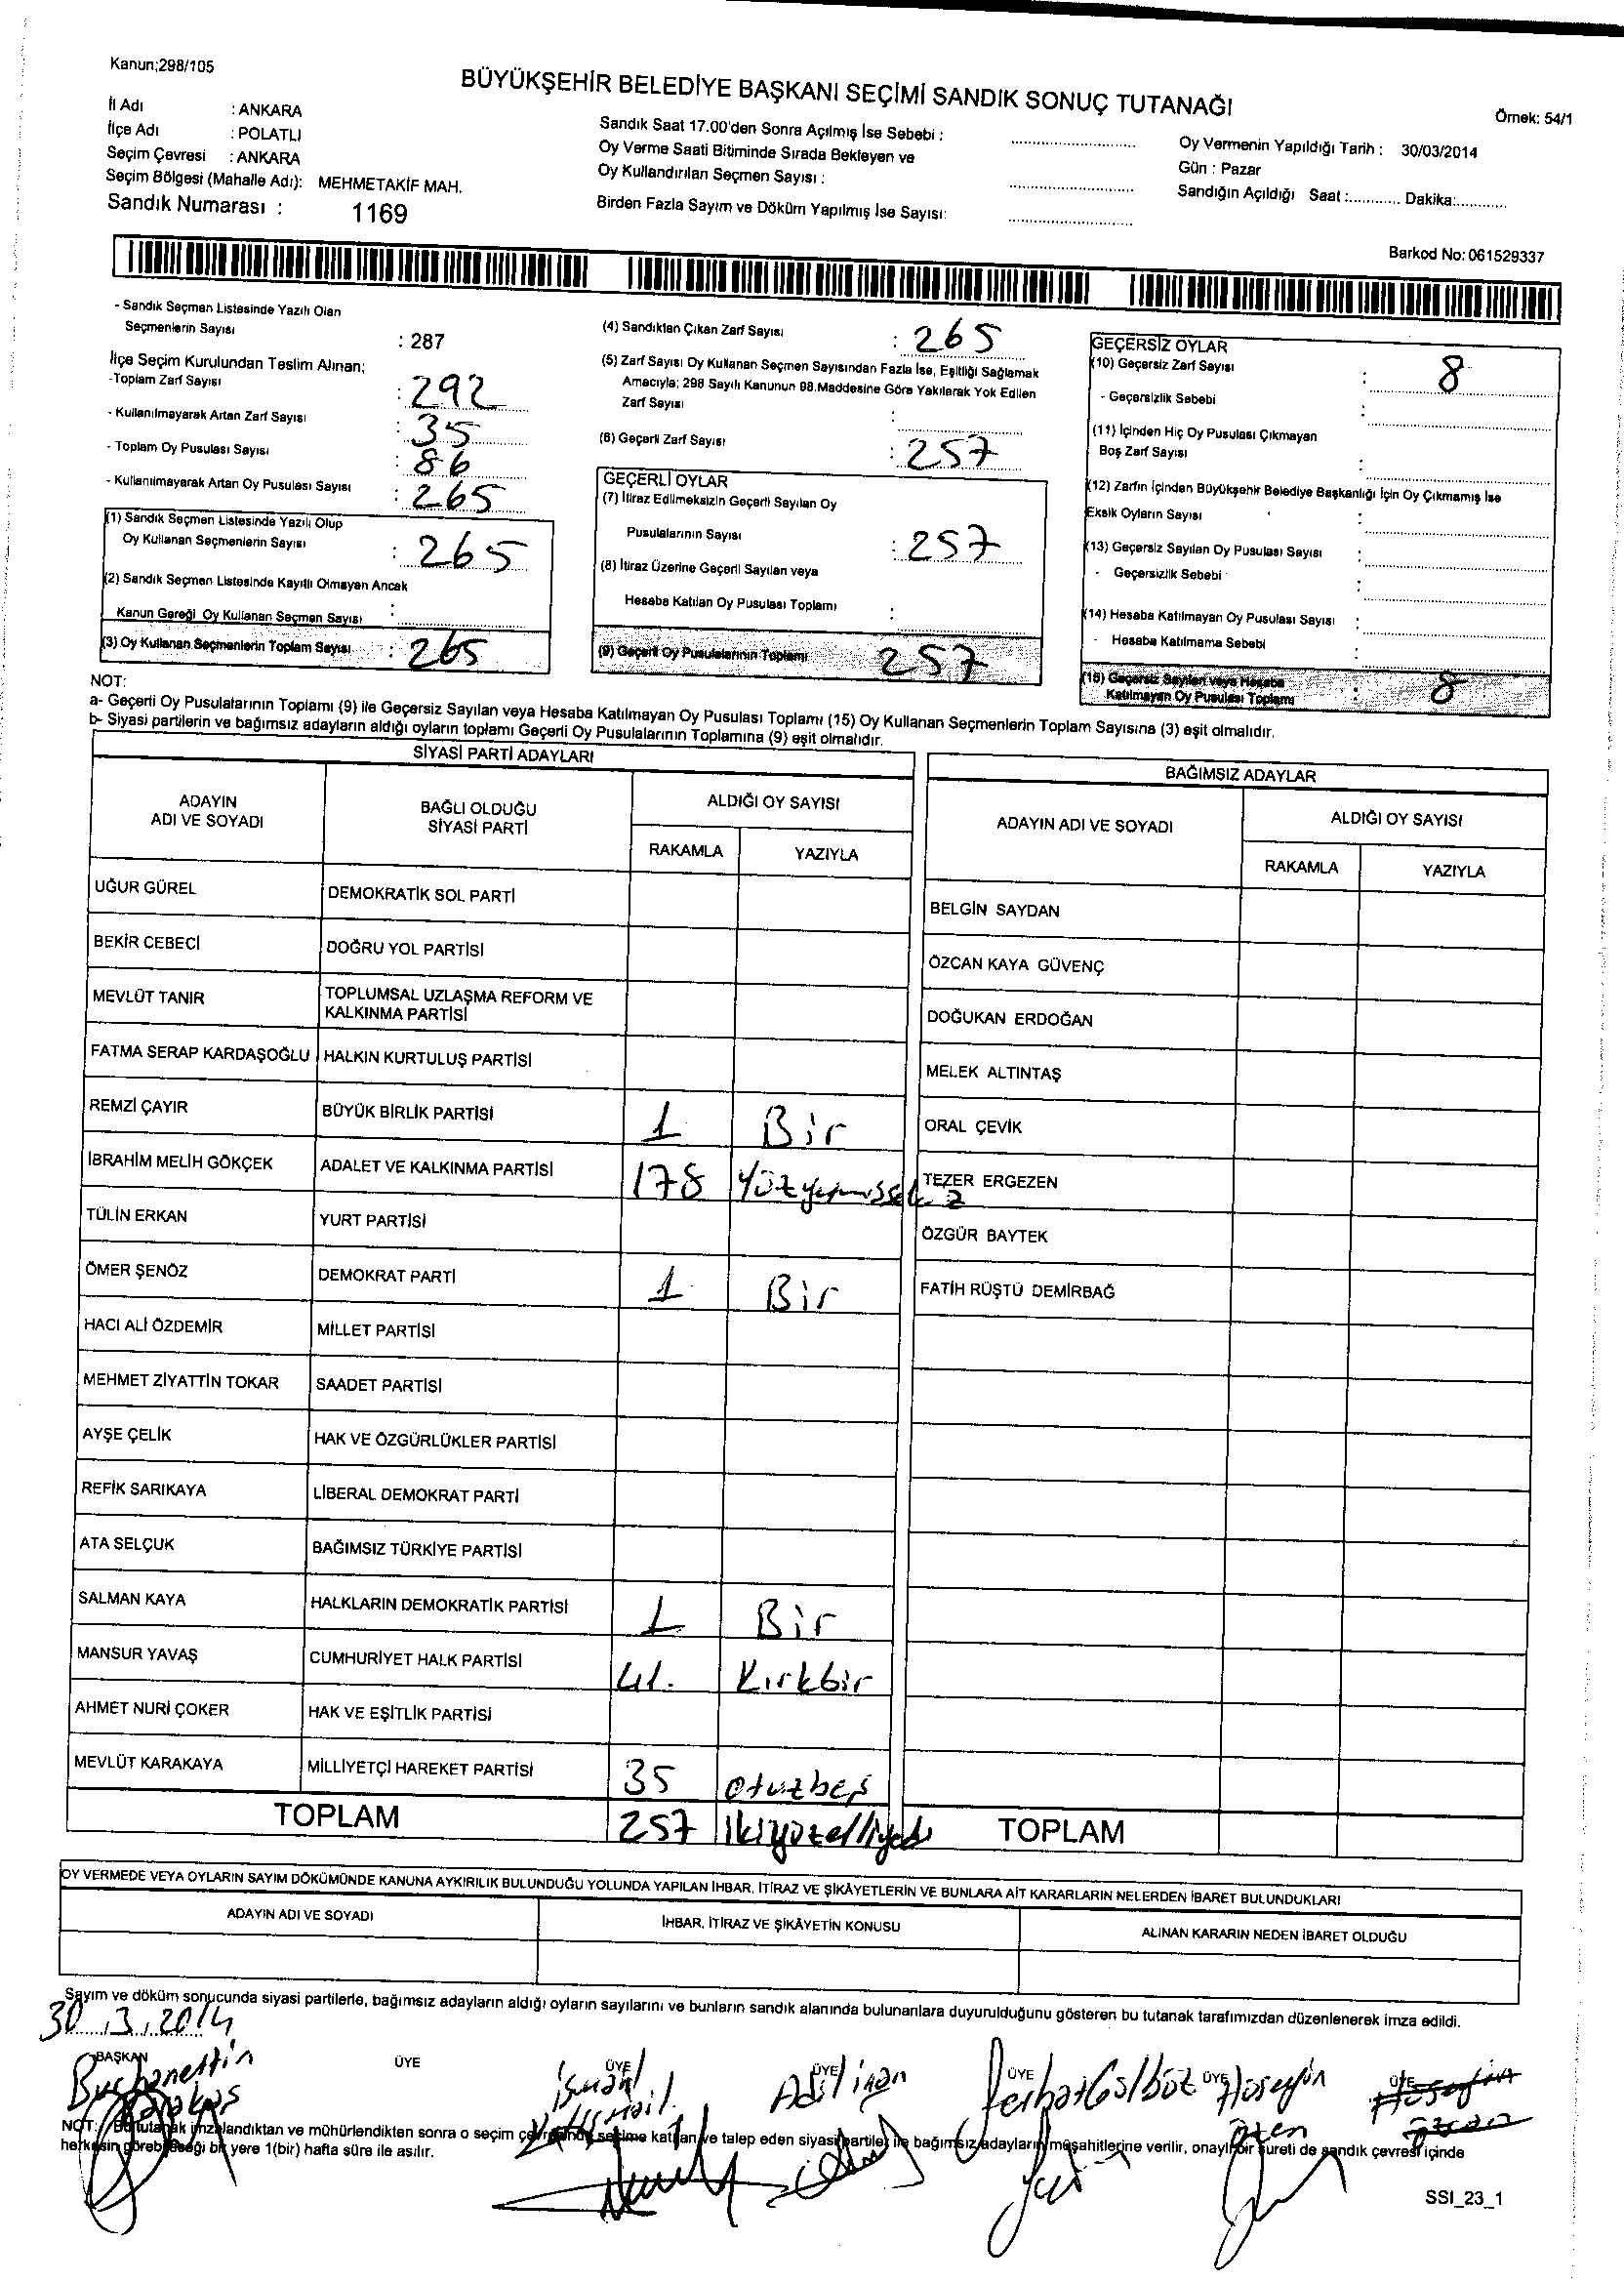 Kanun;298/105
BÜYÜKŞEHİR BELEDİYE BAŞKANI SEÇİMİ SANDIK SONUÇ TUTANAĞI
Örnek: 54/1
İl Adı : ANKARA
İlçe Adı : POLATLI
Seçim Çevresi : ANKARA
Seçim Bölgesi (Mahalle Adı): MEHMETAKİF MAH.
Sandık Numarası : 1169
Sandık Saat 17.00'den Sonra Açılmış İse Sebebi :
Oy Verme Saati Bitiminde Sırada Bekleyen ve
Oy Kullandırılan Seçmen Sayısı :
Birden Fazla Sayım ve Döküm Yapılmış İse Sayısı:
Oy Vermenin Yapıldığı Tarih : 30/03/2014
Gün : Pazar
Sandığın Açıldığı Saat :............ Dakika:............
Barkod No: 061529337
- Sandık Seçmen Listesinde Yazılı Olan
Seçmenlerin Sayısı : 287
İlçe Seçim Kurulundan Teslim Alınan:
-Toplam Zarf Sayısı : 292
- Kullanılmayarak Artan Zarf Sayısı : 35
- Toplam Oy Pusulası Sayısı : 86
- Kullanılmayarak Artan Oy Pusulası Sayısı : 265
(1) Sandık Seçmen Listesinde Yazılı Olup
Oy Kullanan Seçmenlerin Sayısı : 265
(2) Sandık Seçmen Listesinde Kayıtlı Olmayan Ancak
Kanun Gereği Oy Kullanan Seçmen Sayısı :
(3) Oy Kullanan Seçmenlerin Toplam Sayısı : 265
(4) Sandıktan Çıkan Zarf Sayısı : 265
(5) Zarf Sayısı Oy Kullanan Seçmen Sayısından Fazla İse, Eşitliği Sağlamak
Amacıyla; 298 Sayılı Kanunun 98.Maddesine Göre Yakılarak Yok Edilen
Zarf Sayısı :
(6) Geçerli Zarf Sayısı : 257
GEÇERLİ OYLAR
(7) İtiraz Edilmeksizin Geçerli Sayılan Oy
Pusulalarının Sayısı : 257
(8) İtiraz Üzerine Geçerli Sayılan veya
Hesaba Katılan Oy Pusulası Toplamı :
(9) Geçerli Oy Pusulalarının Toplamı 257
GEÇERSİZ OYLAR
(10) Geçersiz Zarf Sayısı : 8
- Geçersizlik Sebebi :
(11) İçinden Hiç Oy Pusulası Çıkmayan
Boş Zarf Sayısı :
(12) Zarfın İçinden Büyükşehir Belediye Başkanlığı İçin Oy Çıkmamış İse
Eksik Oyların Sayısı :
(13) Geçersiz Sayılan Oy Pusulası Sayısı :
- Geçersizlik Sebebi :
(14) Hesaba Katılmayan Oy Pusulası Sayısı :
- Hesaba Katılmama Sebebi :
(15) Geçersiz Sayılan veya Hesaba
Katılmayan Oy Pusulası Toplamı : 8
NOT:
a- Geçerli Oy Pusulalarının Toplamı (9) ile Geçersiz Sayılan veya Hesaba Katılmayan Oy Pusulası Toplamı (15) Oy Kullanan Seçmenlerin Toplam Sayısına (3) eşit olmalıdır.
b- Siyasi partilerin ve bağımsız adayların aldığı oyların toplamı Geçerli Oy Pusulalarının Toplamına (9) eşit olmalıdır.
SİYASİ PARTİ ADAYLARI
ADAYIN ADI VE SOYADI
BAĞLI OLDUĞU SİYASİ PARTİ
ALDIĞI OY SAYISI
RAKAMLA YAZIYLA
UĞUR GÜREL DEMOKRATİK SOL PARTİ
BEKİR CEBECİ DOĞRU YOL PARTİSİ
MEVLÜT TANIR TOPLUMSAL UZLAŞMA REFORM VE
KALKINMA PARTİSİ
FATMA SERAP KARDAŞOĞLU HALKIN KURTULUŞ PARTİSİ
REMZİ ÇAYIR BÜYÜK BİRLİK PARTİSİ 1 Bir
İBRAHİM MELİH GÖKÇEK ADALET VE KALKINMA PARTİSİ 178
TÜLİN ERKAN YURT PARTİSİ
ÖMER ŞENÖZ DEMOKRAT PARTİ 1 Bir
HACI ALİ ÖZDEMİR MİLLET PARTİSİ
MEHMET ZİYATTİN TOKAR SAADET PARTİSİ
AYŞE ÇELİK HAK VE ÖZGÜRLÜKLER PARTİSİ
REFİK SARIKAYA LİBERAL DEMOKRAT PARTİ
ATA SELÇUK BAĞIMSIZ TÜRKİYE PARTİSİ
SALMAN KAYA HALKLARIN DEMOKRATİK PARTİSİ 1 Bir
MANSUR YAVAŞ CUMHURİYET HALK PARTİSİ 41. Kırkbir
AHMET NURİ ÇOKER HAK VE EŞİTLİK PARTİSİ
MEVLÜT KARAKAYA MİLLİYETÇİ HAREKET PARTİSİ 35 otuzbeş
TOPLAM 257 İkiyüzelliyedi
BAĞIMSIZ ADAYLAR
ADAYIN ADI VE SOYADI
ALDIĞI OY SAYISI
RAKAMLA YAZIYLA
BELGİN SAYDAN
ÖZCAN KAYA GÜVENÇ
DOĞUKAN ERDOĞAN
MELEK ALTINTAŞ
ORAL ÇEVİK
TEZER ERGEZEN
ÖZGÜR BAYTEK
FATİH RÜŞTÜ DEMİRBAĞ
TOPLAM
OY VERMEDE VEYA OYLARIN SAYIM DÖKÜMÜNDE KANUNA AYKIRILIK BULUNDUĞU YOLUNDA YAPILAN İHBAR, İTİRAZ VE ŞİKÂYETLERİN VE BUNLARA AİT KARARLARIN NELERDEN İBARET BULUNDUKLARI
ADAYIN ADI VE SOYADI İHBAR, İTİRAZ VE ŞİKÂYETİN KONUSU ALINAN KARARIN NEDEN İBARET OLDUĞU
Sayım ve döküm sonucunda siyasi partilerle, bağımsız adayların aldığı oyların sayılarını ve bunların sandık alanında bulunanlara duyurulduğunu gösteren bu tutanak tarafımızdan düzenlenerek imza edildi.
30.3.2014
BAŞKAN ÜYE ÜYE ÜYE ÜYE ÜYE ÜYE
Burhanettin Karakaş
İsmail
Adil inan
Ferhat Gülböz
Hüseyin
NOT: Bu tutanak imzalandıktan ve mühürlendikten sonra o seçim çevresinde seçime katılan ve talep eden siyasi partiler ile bağımsız adayların müşahitlerine verilir, onaylı bir sureti de sandık çevresi içinde
herkesin görebileceği bir yere 1(bir) hafta süre ile asılır.
SSI_23_1